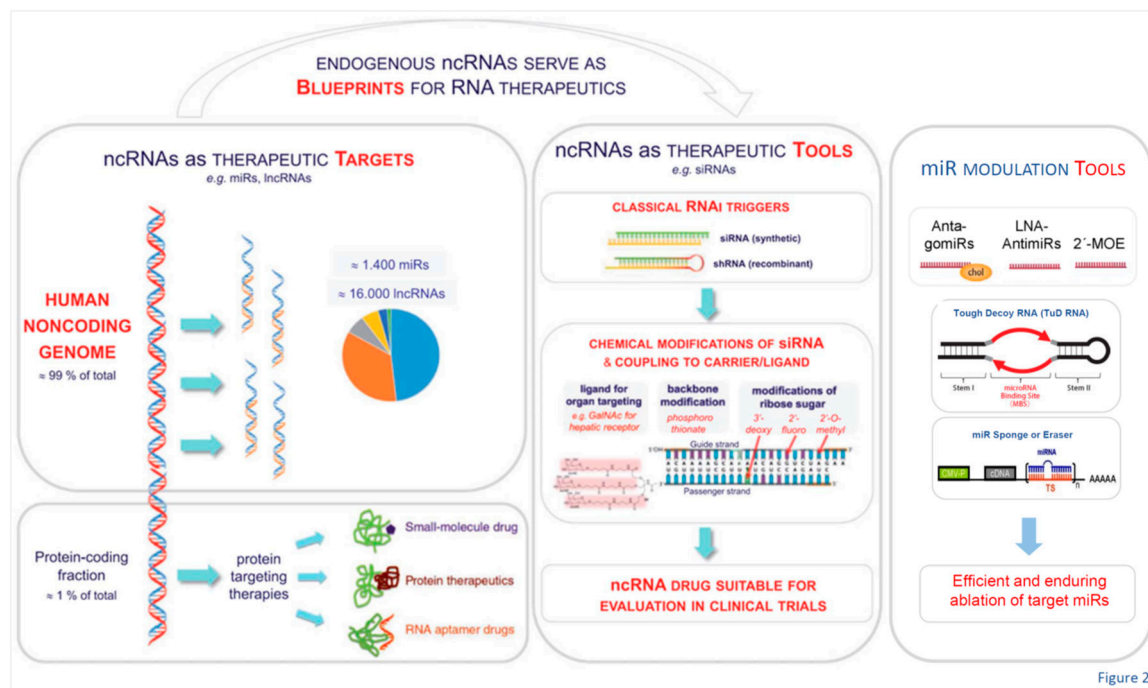 ENDOGENOUS ncRNAs SERVE AS
BLUEPRINTS FOR RNA THERAPEUTICS
ncRNAs as THERAPEUTIC TARGETS
e.g. miRs, lncRNAs
HUMAN
NONCODING
GENOME
≈ 99 % of total
≈ 1.400 miRs
≈ 16.000 lncRNAs
Protein-coding
fraction
≈ 1 % of total
protein
targeting
therapies
Small-molecule drug
Protein therapeutics
RNA aptamer drugs
ncRNAs as THERAPEUTIC TOOLS
e.g. siRNAs
CLASSICAL RNAI TRIGGERS
siRNA (synthetic)
shRNA (recombinant)
CHEMICAL MODIFICATIONS OF siRNA
& COUPLING TO CARRIER/LIGAND
ligand for
organ targeting
e.g. GalNAc for
hepatic receptor
backbone
modification
phosphoro
thionate
modifications of
ribose sugar
3'-
deoxy
2'-
fluoro
2'-O-
methyl
Guide strand
Passenger strand
ncRNA DRUG SUITABLE FOR
EVALUATION IN CLINICAL TRIALS
miR MODULATION TOOLS
Anta-
gomiRs
chol
LNA-
AntimiRs
2´-MOE
Tough Decoy RNA (TuD RNA)
Stem I
microRNA
Binding Site
(MBS)
Stem II
miR Sponge or Eraser
miRNA
CMV-P
cDNA
TS
n
AAAAA
Efficient and enduring
ablation of target miRs
Figure 2